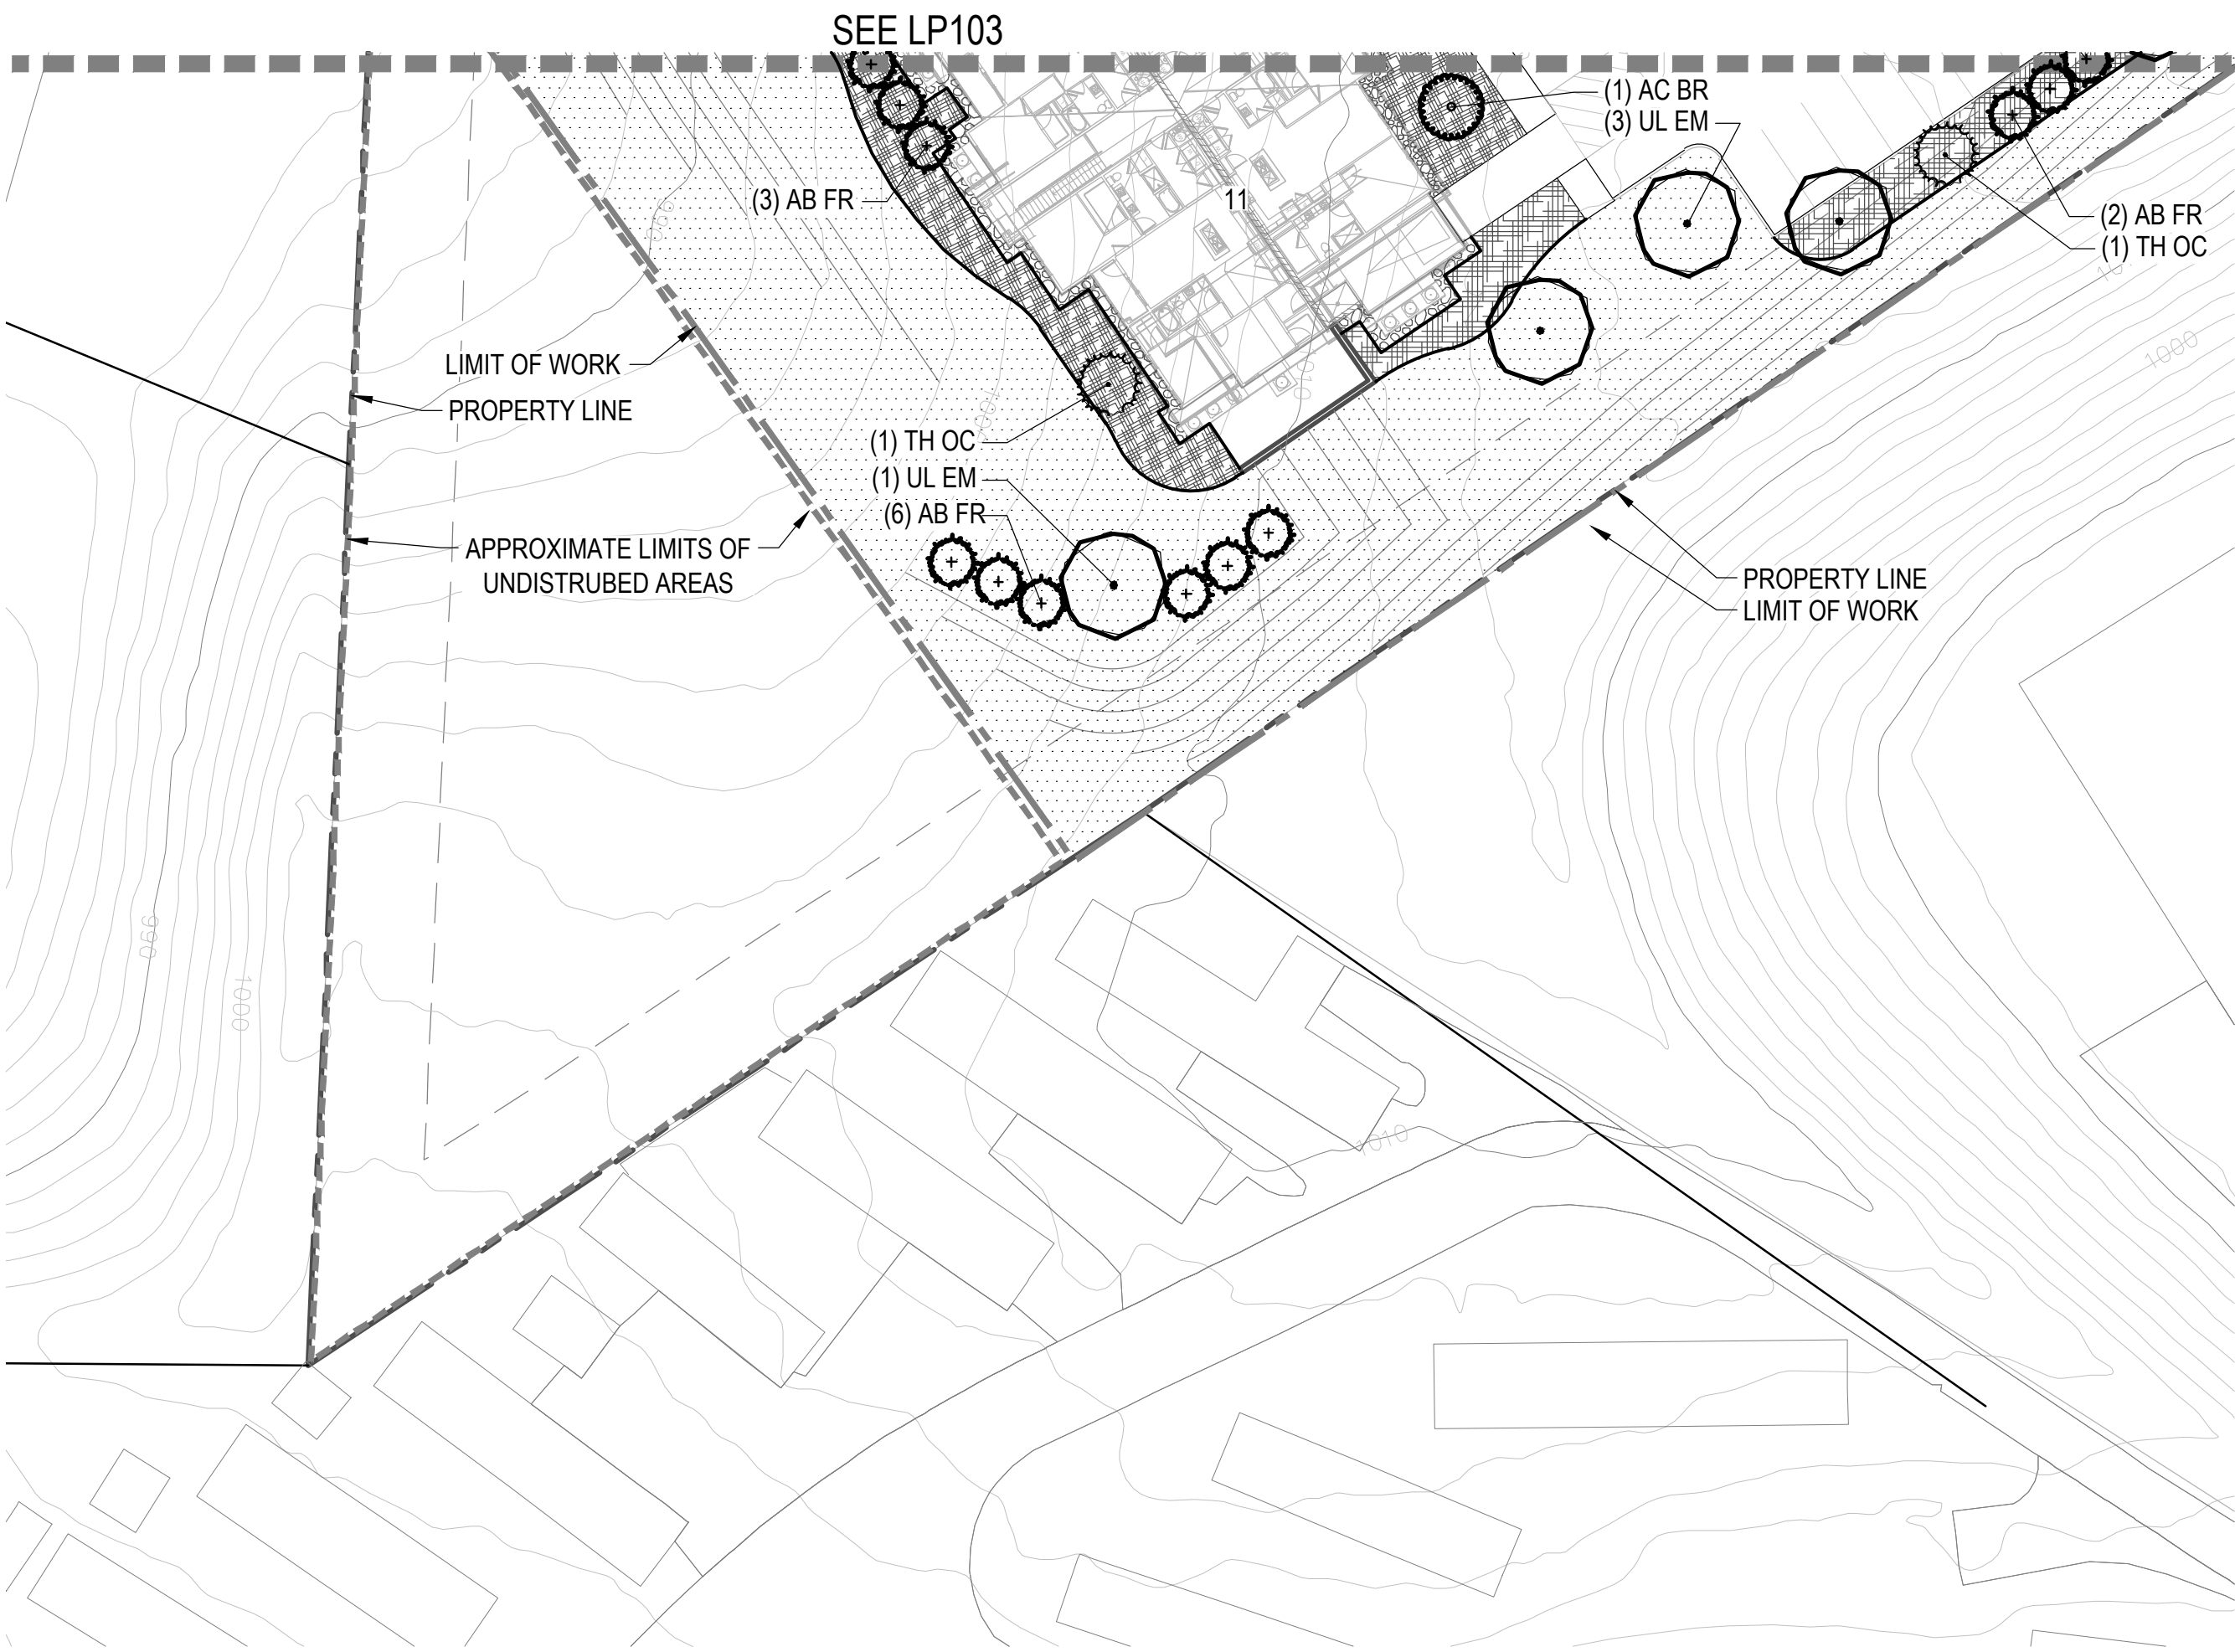 SEE LP103
(1) AC BR
(3) UL EM
(3) AB FR
11
(2) AB FR
(1) TH OC
LIMIT OF WORK
PROPERTY LINE
1000
(1) TH OC
(1) UL EM
(6) AB FR
1010
APPROXIMATE LIMITS OF
UNDISTRUBED AREAS
PROPERTY LINE
LIMIT OF WORK
990
1000
1010